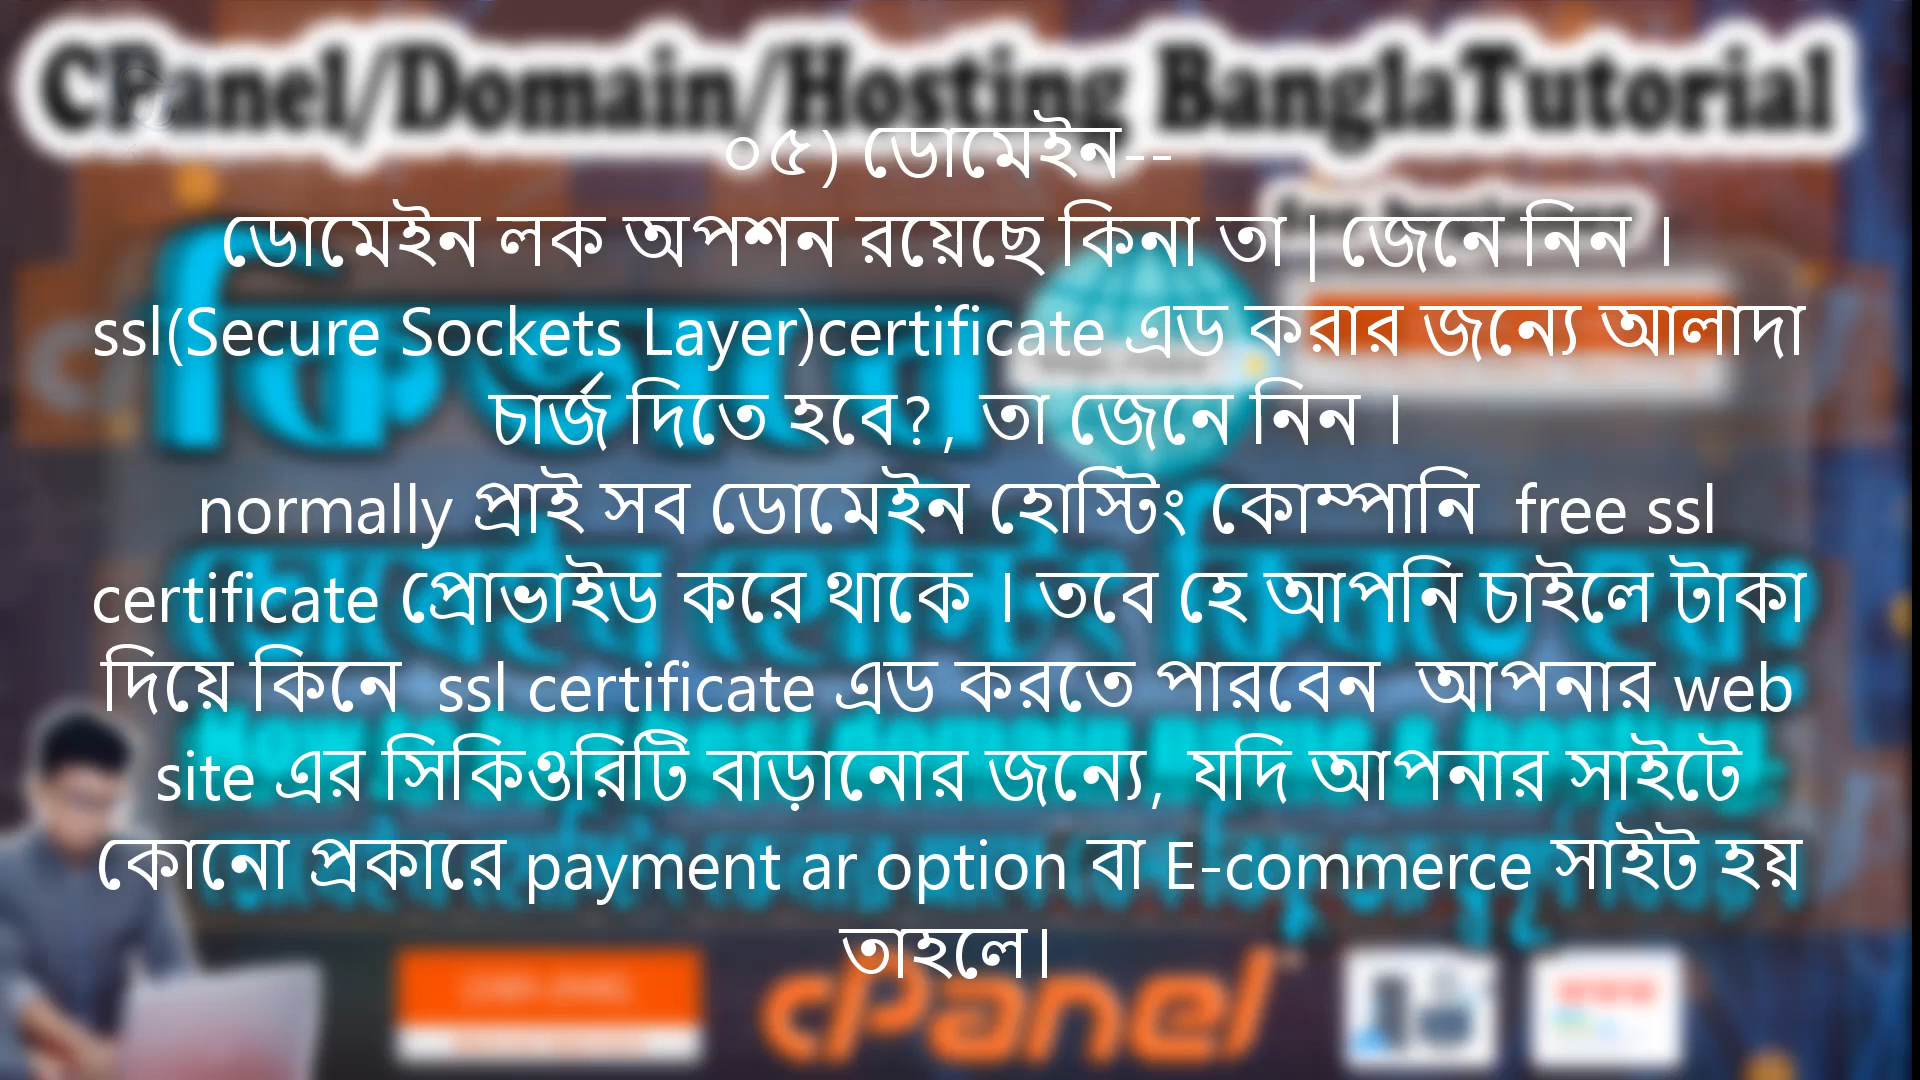 CPanel/Domain/Hosting BanglaTutorial
০৫) ডোমেইন--
ডোমেইন লক অপশন রয়েছে কিনা তা | জেনে নিন ।
ssl(Secure Sockets Layer)certificate এড করার জন্যে আলাদা
চার্জ দিতে হবে?, তা জেনে নিন ।
normally প্রাই সব ডোমেইন হোস্টিং কোম্পানি free ssl
certificate প্রোভাইড করে থাকে । তবে হে আপনি চাইলে টাকা
দিয়ে কিনে ssl certificate এড করতে পারবেন আপনার web
site এর সিকিওরিটি বাড়ানোর জন্যে, যদি আপনার সাইটে
কোনো প্রকারে payment ar option বা E-commerce সাইট হয়
তাহলে।
কিভাবে
cPanel